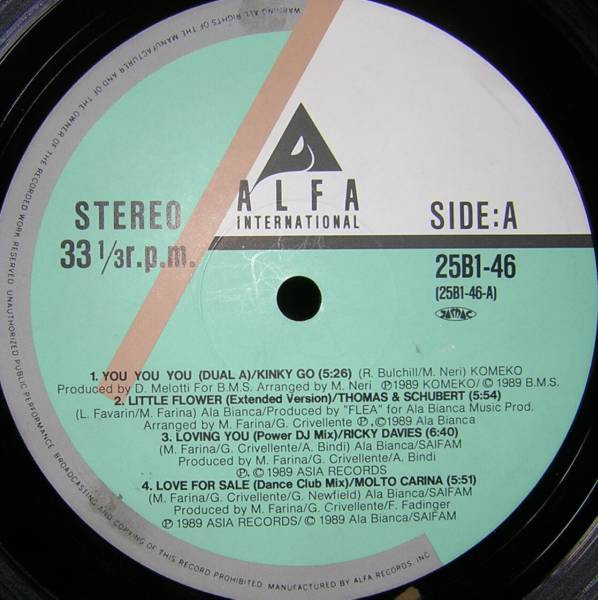 WARNING. ALL RIGHTS OF THE MANUFACTURER AND OF THE OWNER OF THE RECORDED WORK RESERVED. UNAUTHORIZED PUBLIC PERFORMANCE BROADCASTING AND COPYING OF THIS RECORD PROHIBITED. MANUFACTURED BY ALFA RECORDS, INC.
ALFA
INTERNATIONAL
STEREO
33 1/3r.p.m.
SIDE:A
25B1-46
(25B1-46-A)
JASRAC
1. YOU YOU YOU (DUAL A)/KINKY GO (5:26) (R. Bulchill/M. Neri) KOMEKO
Produced by D. Melotti For B.M.S. Arranged by M. Neri ℗1989 KOMEKO/© 1989 B.M.S.
2. LITTLE FLOWER (Extended Version)/THOMAS & SCHUBERT (5:54)
(L. Favarin/M. Farina) Ala Bianca/Produced by "FLEA" for Ala Bianca Music Prod.
Arranged by M. Farina/G. Crivellente ℗.©1989 Ala Bianca
3. LOVING YOU (Power DJ Mix)/RICKY DAVIES (6:40)
(M. Farina/G. Crivellente/A. Bindi) Ala Bianca/SAIFAM
Produced by M. Farina/G. Crivellente/A. Bindi
℗.© 1989 ASIA RECORDS
4. LOVE FOR SALE (Dance Club Mix)/MOLTO CARINA (5:51)
(M. Farina/G. Crivellente/G. Newfield) Ala Bianca/SAIFAM
Produced by M. Farina/G. Crivellente/F. Fadinger
℗ 1989 ASIA RECORDS/© 1989 Ala Bianca/SAIFAM